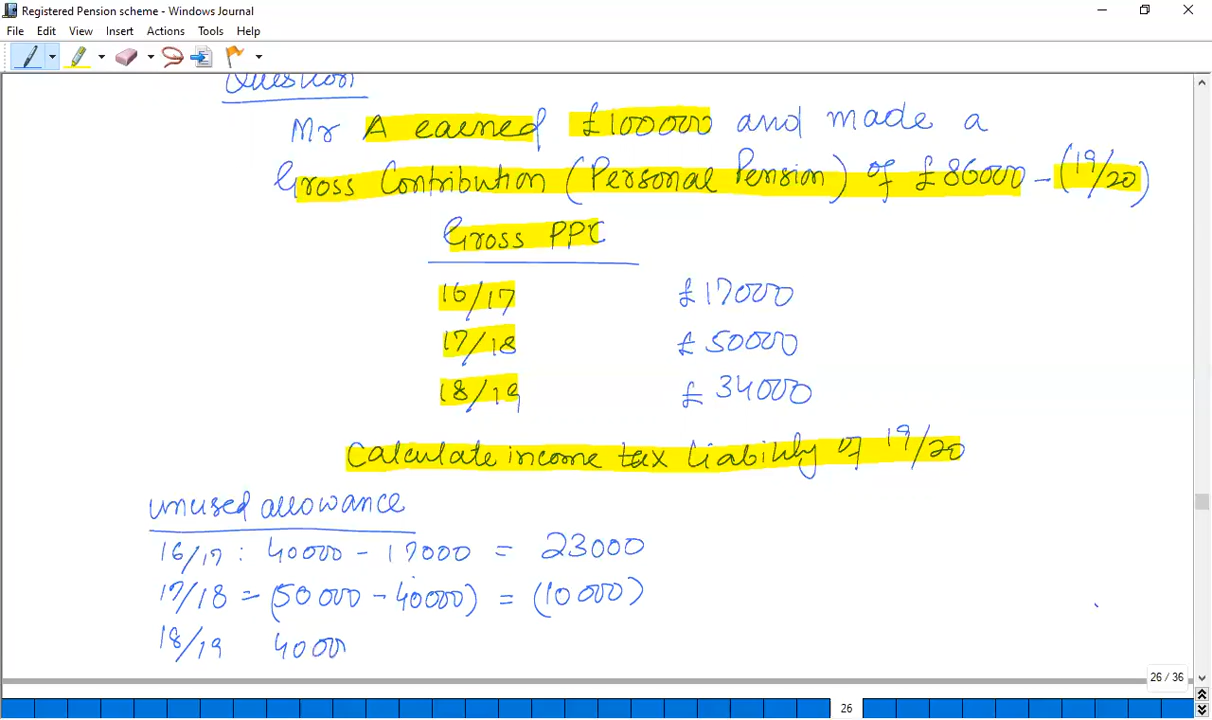 Registered Pension scheme - Windows Journal
File Edit View Insert Actions Tools Help
Question
Mr A earned £100000 and made a
Gross Contribution (Personal Pension) of £86000 - (19/20)
Gross PPC
16/17 £17000
17/18 £50000
18/19 £34000
Calculate income tax liability of 19/20
unused allowance
16/17 : 40000 - 17000 = 23000
17/18 = (50000 - 40000) = (10000)
18/19 4000
26 / 36
26